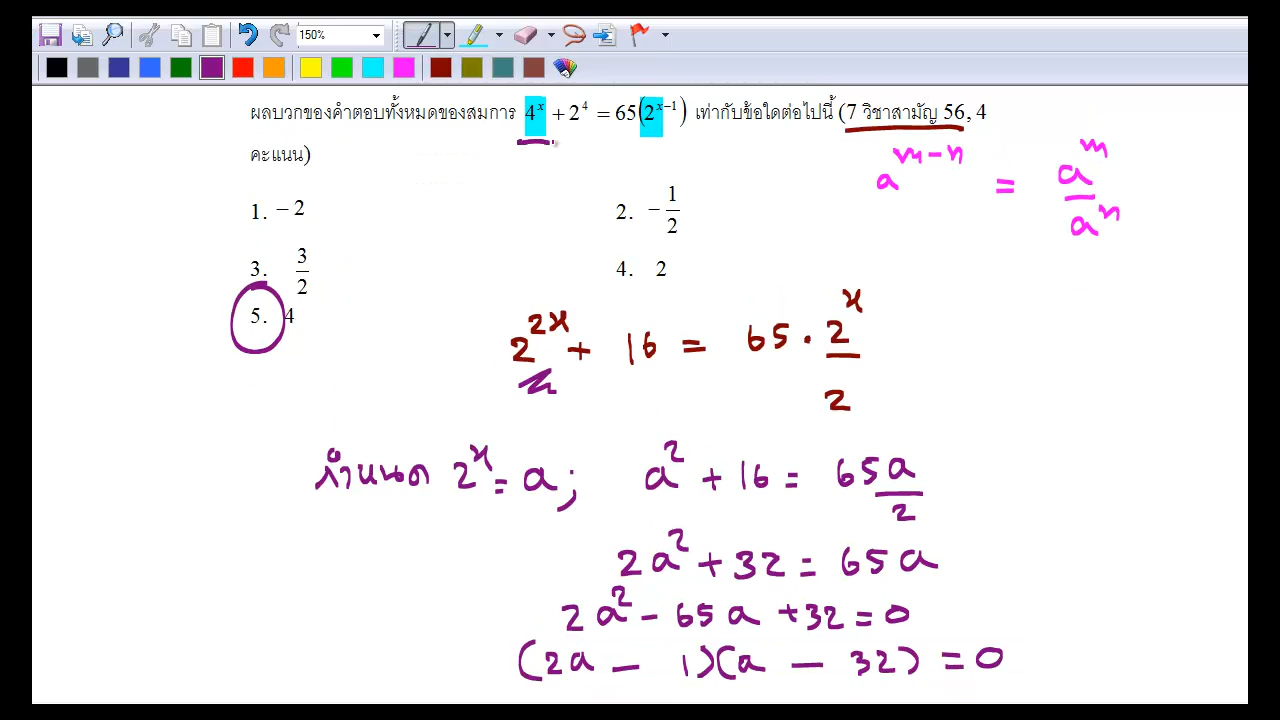 150%
ผลบวกของคำตอบทั้งหมดของสมการ 4^x + 2^4 = 65(2^{x-1}) เท่ากับข้อใดต่อไปนี้ (7 วิชาสามัญ 56, 4
คะแนน)
a^{m-n} = a^m/a^n
1. -2 2. -1/2
3. 3/2 4. 2
5. 4
2^{2x} + 16 = 65 . 2^x/2
กำหนด 2^x = a; a^2 + 16 = 65a/2
2a^2 + 32 = 65a
2a^2 - 65a + 32 = 0
(2a - 1)(a - 32) = 0